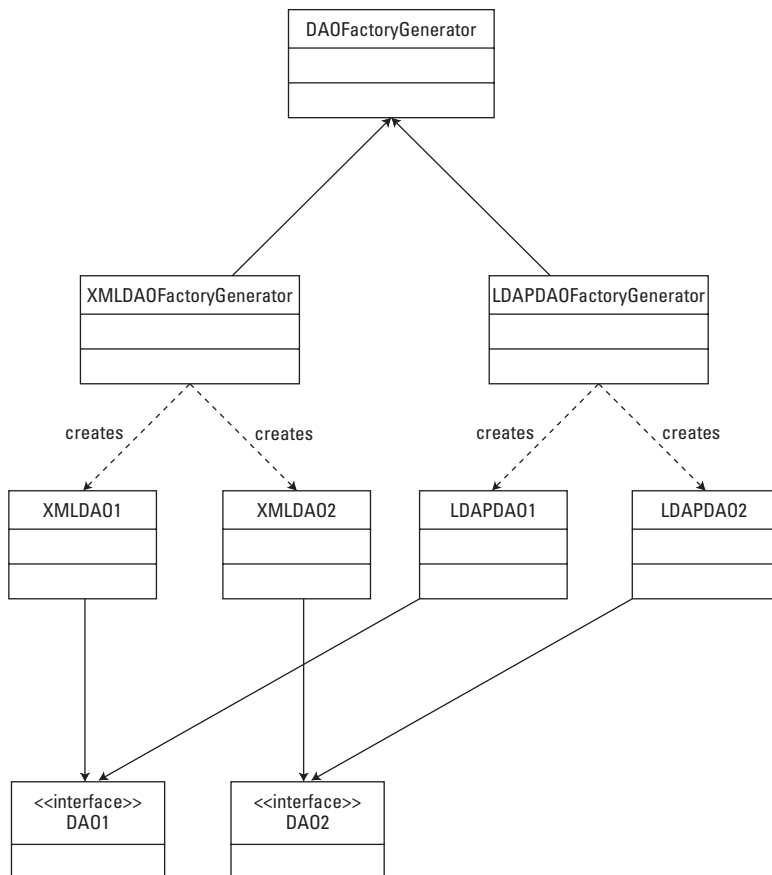 DAOFactoryGenerator
XMLDAOFactoryGenerator
LDAPDAOFactoryGenerator
creates
creates
creates
creates
XMLDAO1
XMLDAO2
LDAPDAO1
LDAPDAO2
<<interface>>
DAO1
<<interface>>
DAO2